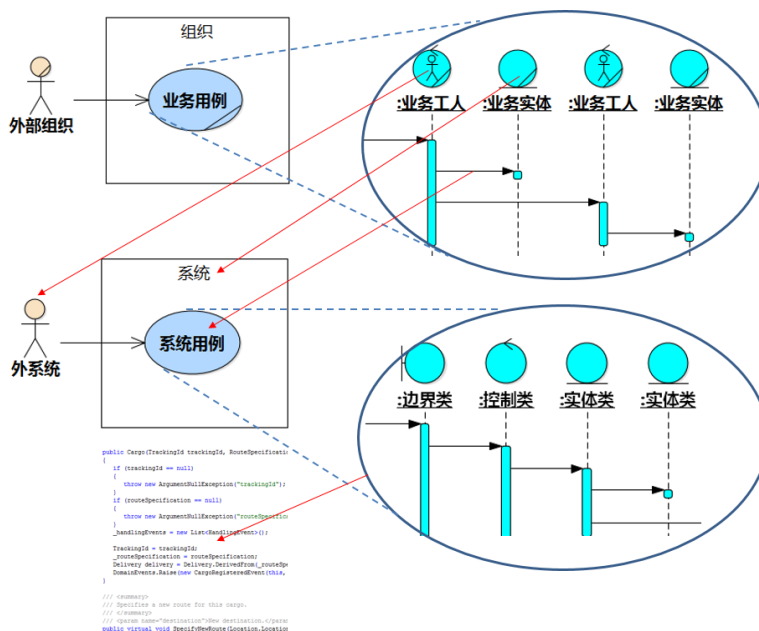 组织
外部组织
业务用例
:业务工人 :业务实体 :业务工人 :业务实体
系统
外系统
系统用例
:边界类 :控制类 :实体类 :实体类
public Cargo(TrackingId trackingId, RouteSpecificati
{
if (trackingId == null)
{
throw new ArgumentNullException("trackingId");
}
if (routeSpecification == null)
{
throw new ArgumentNullException("routeSpecific
}
_handlingEvents = new List<HandlingEvent>();
TrackingId = trackingId;
_routeSpecification = routeSpecification;
Delivery delivery = Delivery.DerivedFrom(_routeSpe
DomainEvents.Raise(new CargoRegisteredEvent(this,
}
/// <summary>
/// Specifies a new route for this cargo.
/// </summary>
/// <param name="destination">New destination.</param
public virtual void SpecifyNewRoute(Location.Location